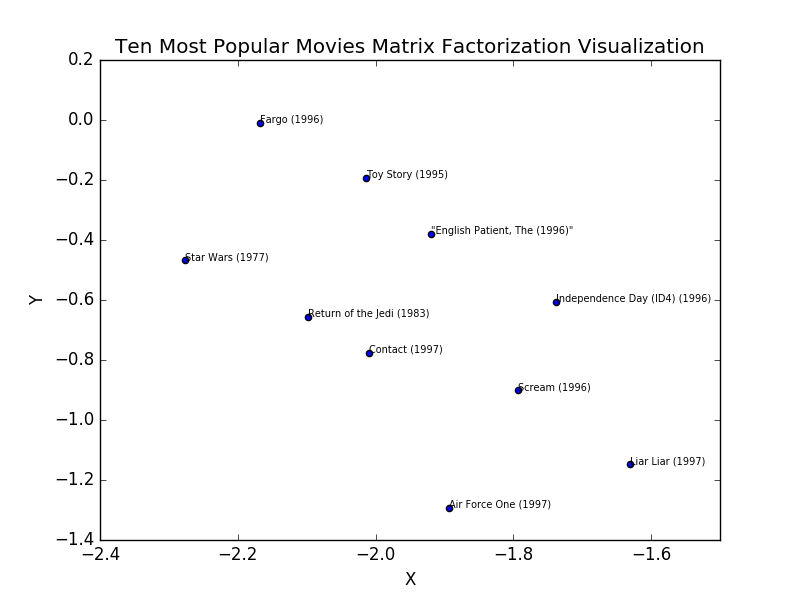 Ten Most Popular Movies Matrix Factorization Visualization
0.2
0.0
−0.2
−0.4
−0.6
−0.8
−1.0
−1.2
−1.4
Y
Fargo (1996)
Toy Story (1995)
"English Patient, The (1996)"
Star Wars (1977)
Independence Day (ID4) (1996)
Return of the Jedi (1983)
Contact (1997)
Scream (1996)
Liar Liar (1997)
Air Force One (1997)
−2.4 −2.2 −2.0 −1.8 −1.6
X